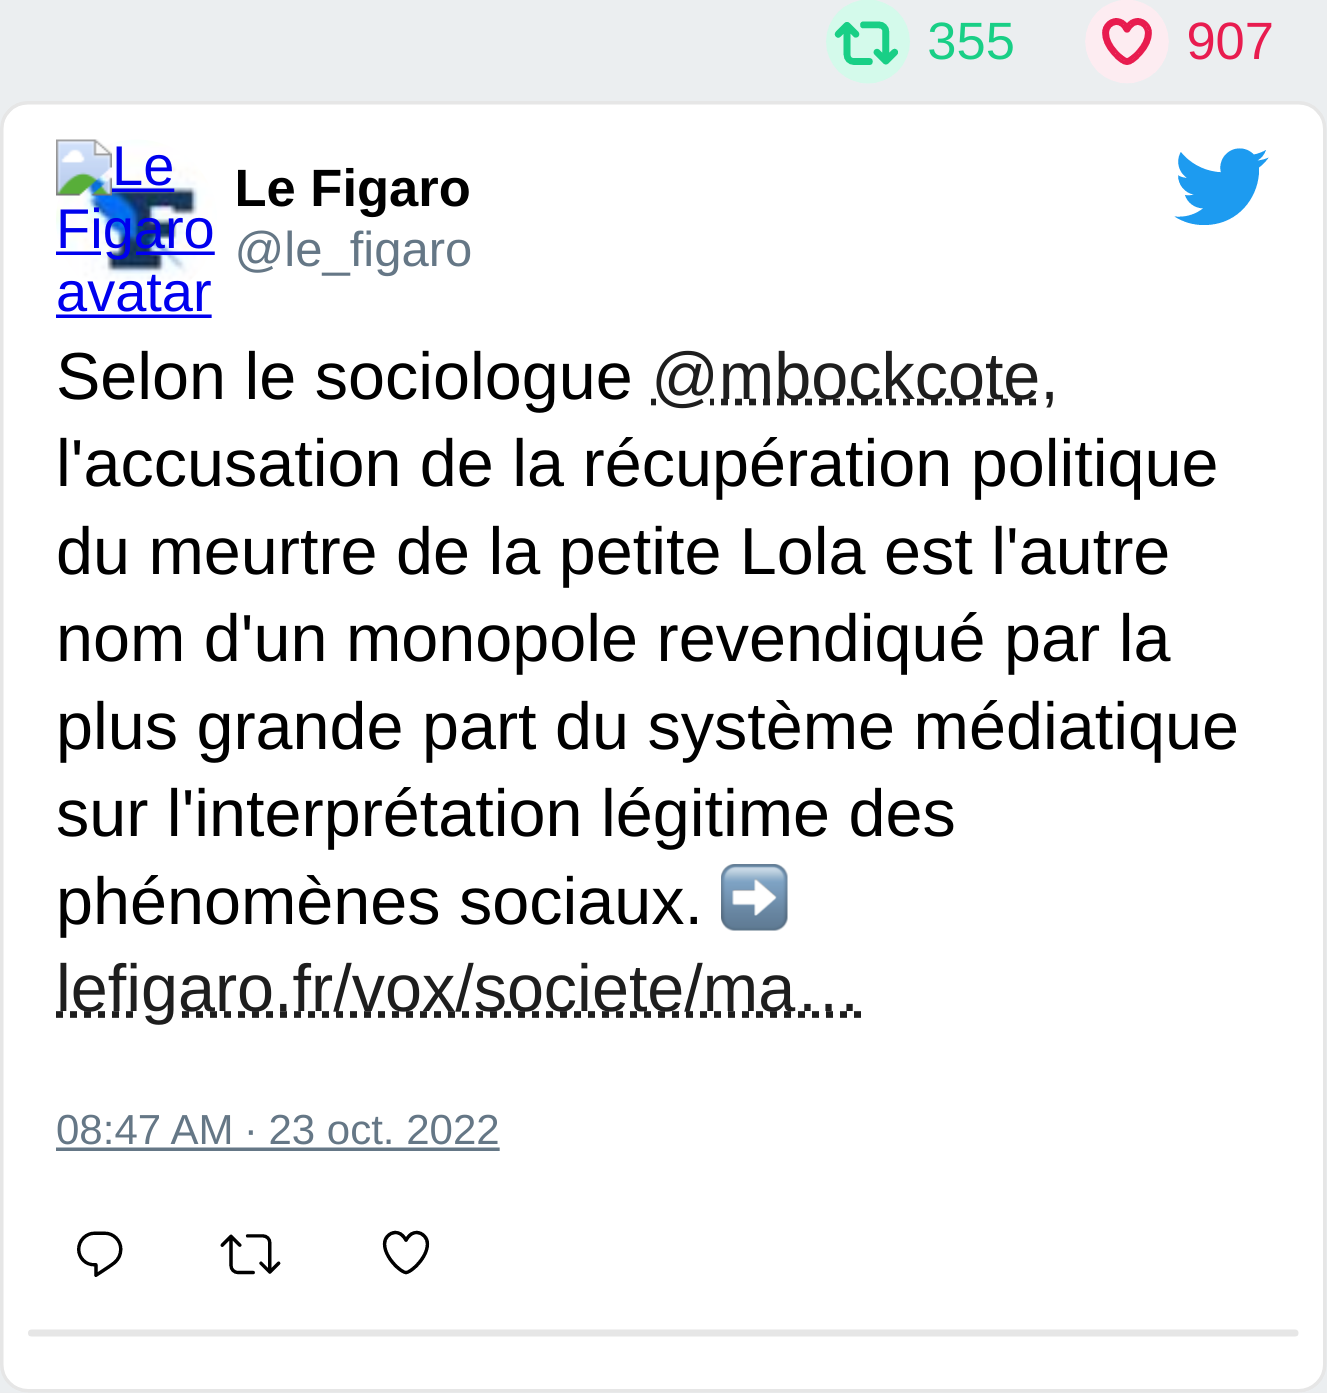 355 907
Le Figaro avatar
Le Figaro
@le_figaro
Selon le sociologue @mbockcote,
l'accusation de la récupération politique
du meurtre de la petite Lola est l'autre
nom d'un monopole revendiqué par la
plus grande part du système médiatique
sur l'interprétation légitime des
phénomènes sociaux. ➡️
lefigaro.fr/vox/societe/ma…
08:47 AM · 23 oct. 2022